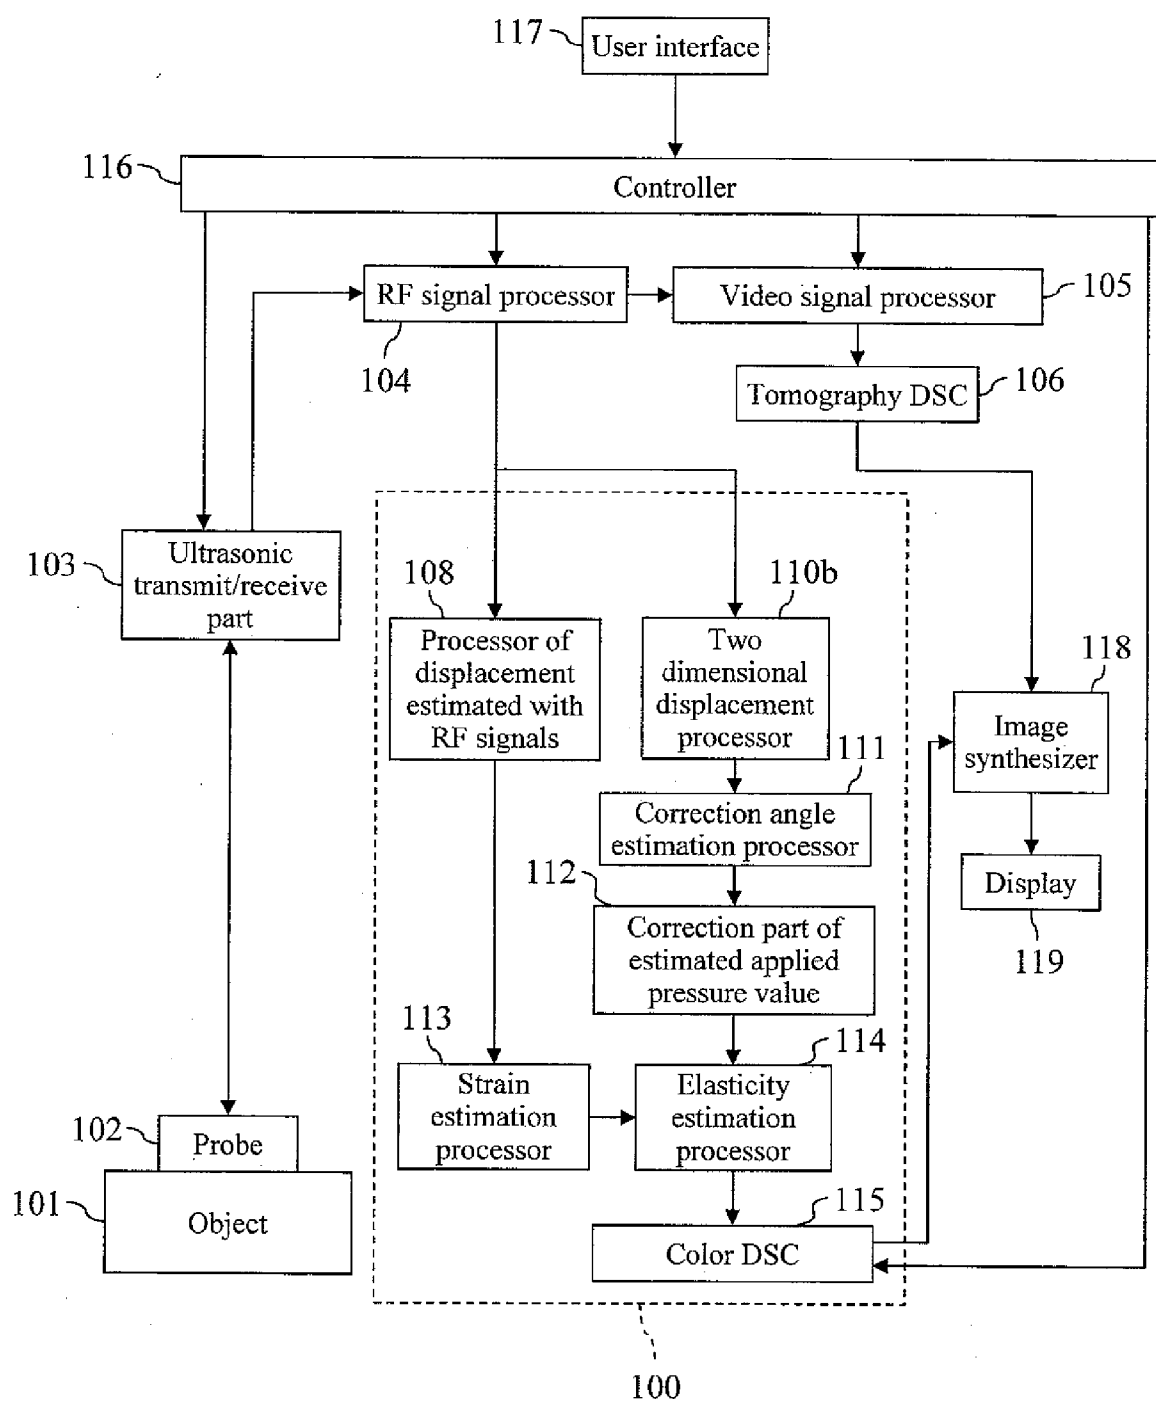 117
User interface
116
Controller
RF signal processor
Video signal processor
105
104
Tomography DSC
106
103
Ultrasonic
transmit/receive
part
108
110b
Processor of
displacement
estimated with
RF signals
Two
dimensional
displacement
processor
118
Image
synthesizer
111
Correction angle
estimation processor
112
Display
119
Correction part of
estimated applied
pressure value
113
114
Strain
estimation
processor
Elasticity
estimation
processor
102
Probe
101
Object
115
Color DSC
100